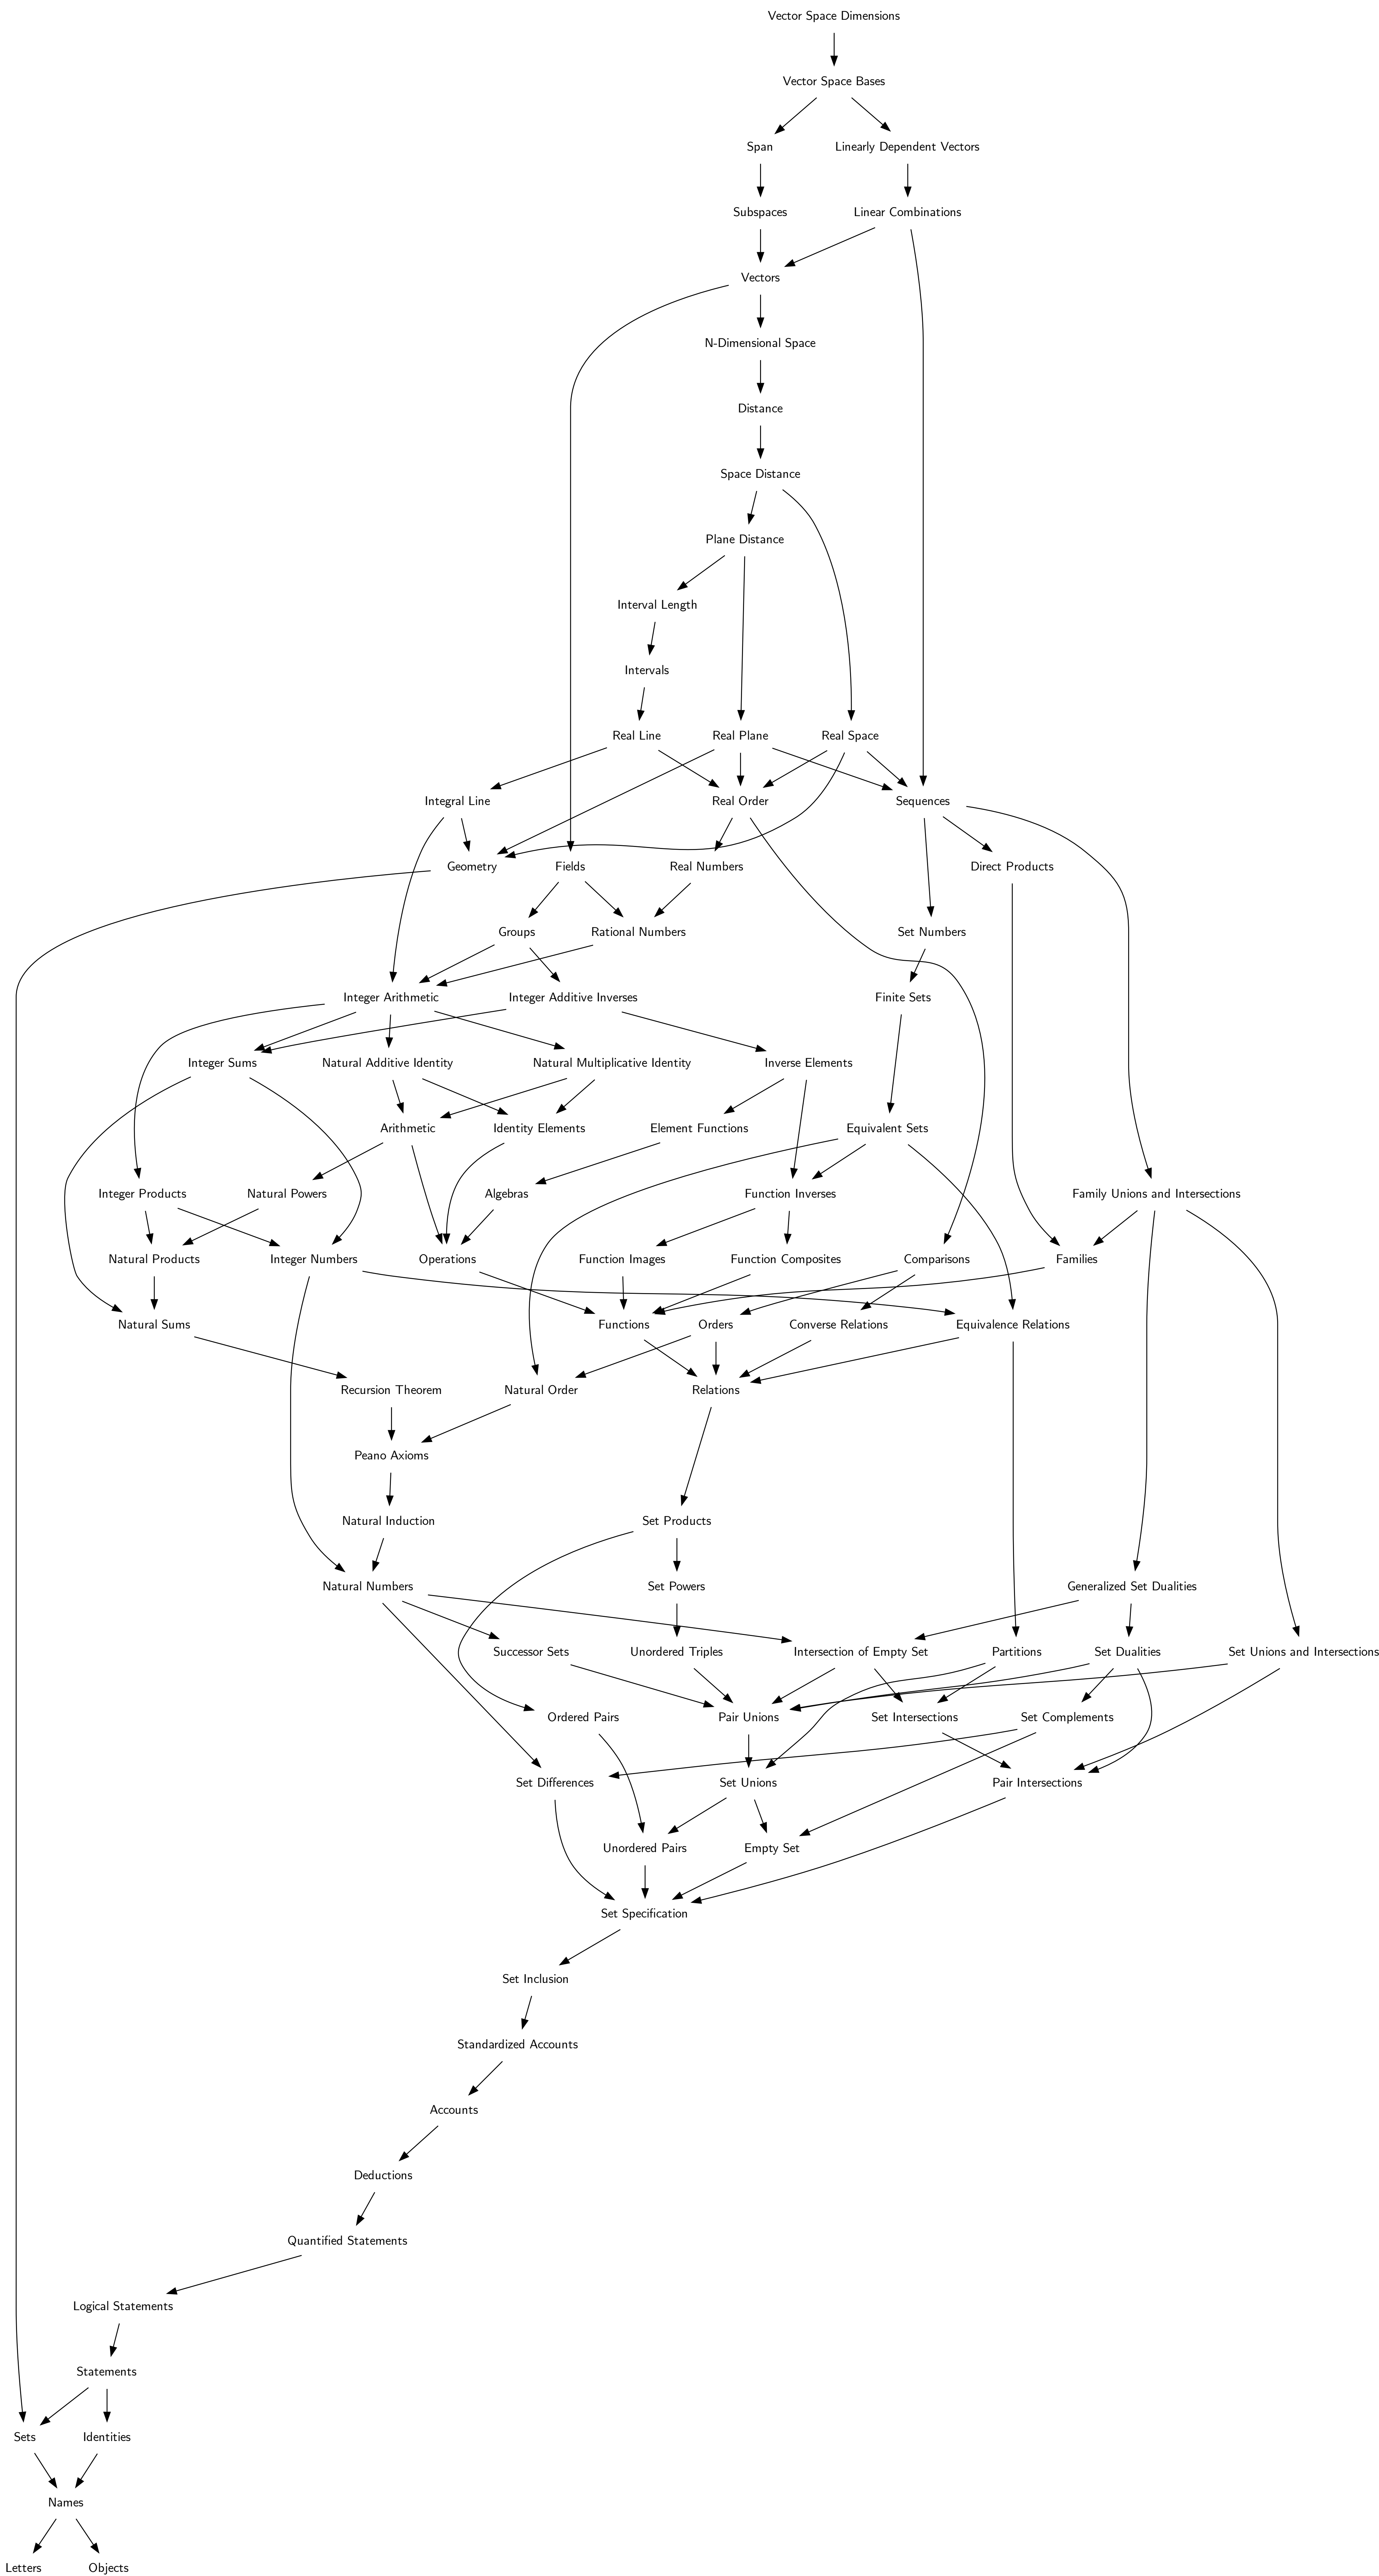 Vector Space Dimensions
Vector Space Bases
Span
Linearly Dependent Vectors
Subspaces
Linear Combinations
Vectors
N-Dimensional Space
Distance
Space Distance
Plane Distance
Interval Length
Intervals
Real Line
Real Plane
Real Space
Integral Line
Real Order
Sequences
Geometry
Fields
Real Numbers
Direct Products
Groups
Rational Numbers
Set Numbers
Integer Arithmetic
Integer Additive Inverses
Finite Sets
Integer Sums
Natural Additive Identity
Natural Multiplicative Identity
Inverse Elements
Arithmetic
Identity Elements
Element Functions
Equivalent Sets
Integer Products
Natural Powers
Algebras
Function Inverses
Family Unions and Intersections
Natural Products
Integer Numbers
Operations
Function Images
Function Composites
Comparisons
Families
Natural Sums
Functions
Orders
Converse Relations
Equivalence Relations
Recursion Theorem
Natural Order
Relations
Peano Axioms
Natural Induction
Set Products
Natural Numbers
Set Powers
Generalized Set Dualities
Successor Sets
Unordered Triples
Intersection of Empty Set
Partitions
Set Dualities
Set Unions and Intersections
Ordered Pairs
Pair Unions
Set Intersections
Set Complements
Set Differences
Set Unions
Pair Intersections
Unordered Pairs
Empty Set
Set Specification
Set Inclusion
Standardized Accounts
Accounts
Deductions
Quantified Statements
Logical Statements
Statements
Sets
Identities
Names
Letters
Objects